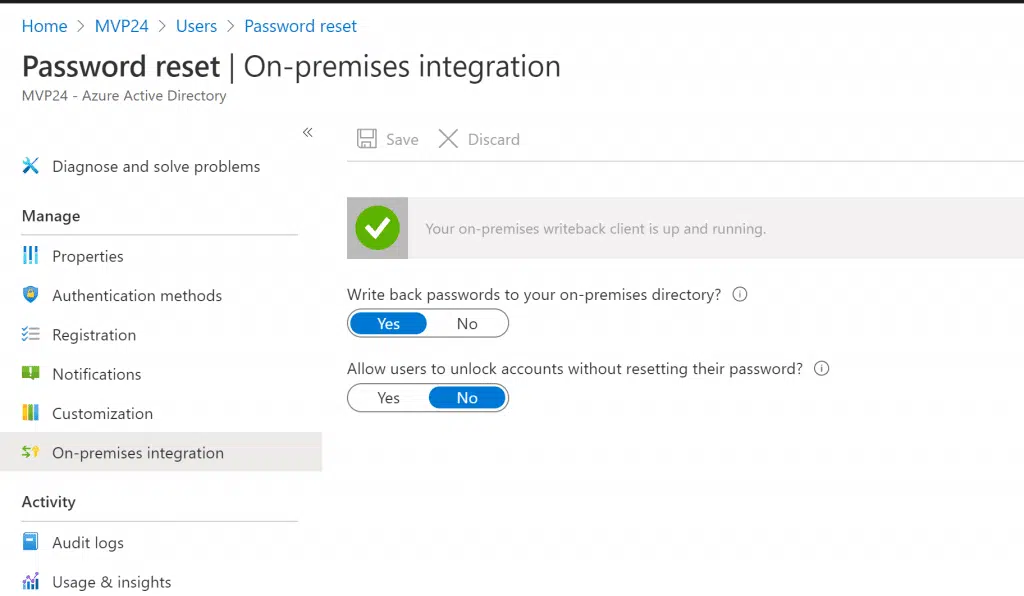 Home > MVP24 > Users > Password reset
Password reset | On-premises integration
MVP24 - Azure Active Directory
«
Save Discard
Diagnose and solve problems
Manage
Properties
Authentication methods
Registration
Notifications
Customization
On-premises integration
Activity
Audit logs
Usage & insights
Your on-premises writeback client is up and running.
Write back passwords to your on-premises directory?
Yes No
Allow users to unlock accounts without resetting their password?
Yes No